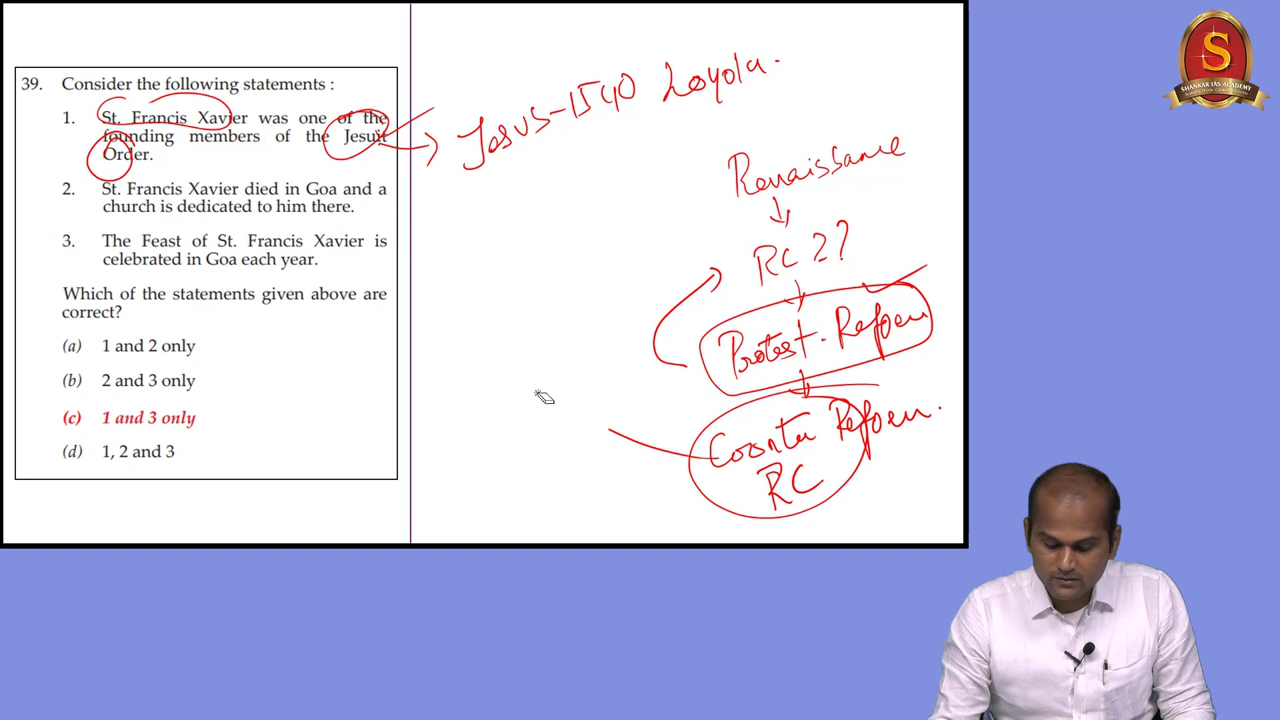 39. Consider the following statements :
1. St. Francis Xavier was one of the
founding members of the Jesuit
Order.
2. St. Francis Xavier died in Goa and a
church is dedicated to him there.
3. The Feast of St. Francis Xavier is
celebrated in Goa each year.
Which of the statements given above are
correct?
(a) 1 and 2 only
(b) 2 and 3 only
(c) 1 and 3 only
(d) 1, 2 and 3
Jesus-1540 Loyola.
Renaissance
RC ??
Protest. Reform
Counter Reform.
RC
S
SHANKAR IAS ACADEMY